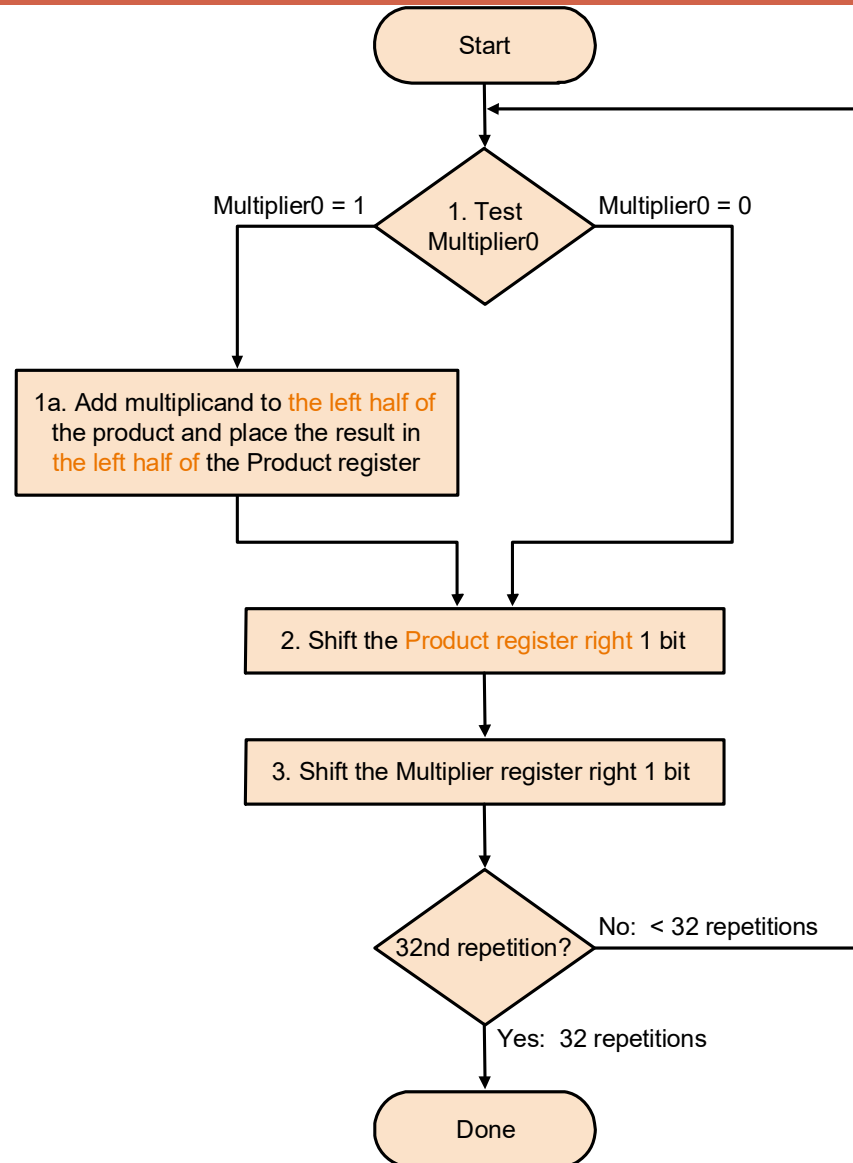 Start
Multiplier0 = 1
1. Test
Multiplier0
Multiplier0 = 0
1a. Add multiplicand to the left half of
the product and place the result in
the left half of the Product register
2. Shift the Product register right 1 bit
3. Shift the Multiplier register right 1 bit
32nd repetition?
No:  < 32 repetitions
Yes:  32 repetitions
Done